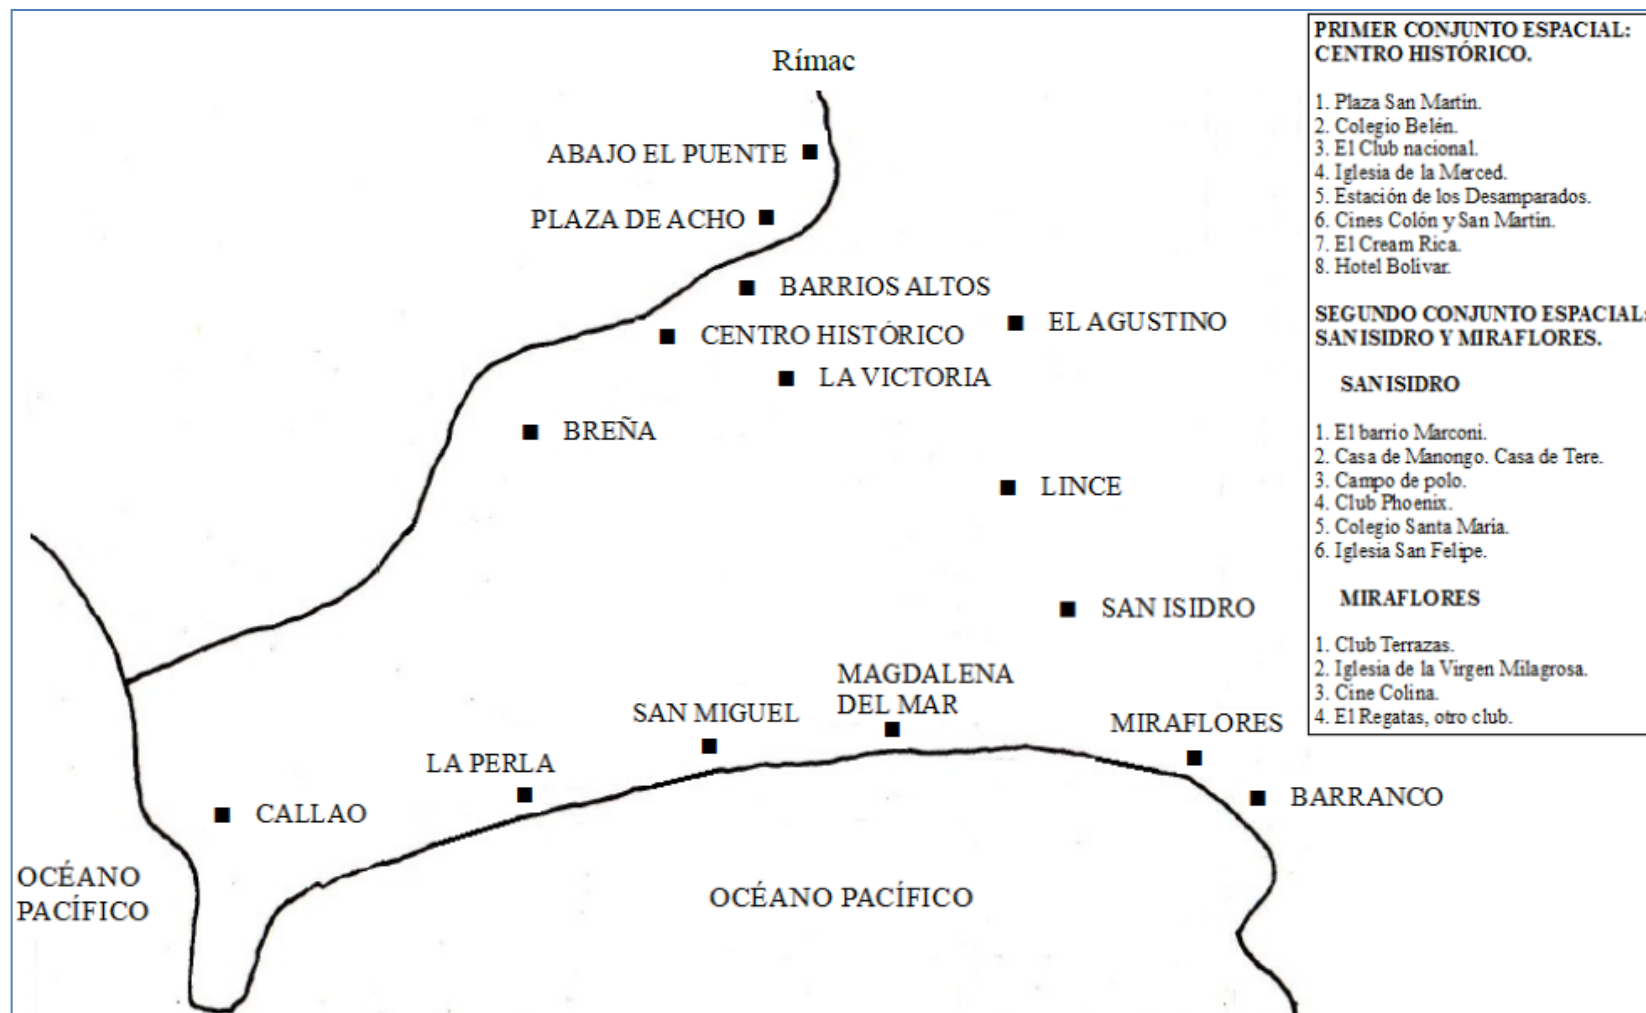 Rímac
ABAJO EL PUENTE
PLAZA DE ACHO
BARRIOS ALTOS
CENTRO HISTÓRICO
EL AGUSTINO
LA VICTORIA
BREÑA
LINCE
SAN ISIDRO
MAGDALENA
DEL MAR
SAN MIGUEL
MIRAFLORES
LA PERLA
BARRANCO
CALLAO
OCÉANO
PACÍFICO
OCÉANO PACÍFICO
PRIMER CONJUNTO ESPACIAL:
CENTRO HISTÓRICO.
1. Plaza San Martín.
2. Colegio Belén.
3. El Club nacional.
4. Iglesia de la Merced.
5. Estación de los Desamparados.
6. Cines Colón y San Martín.
7. El Cream Rica.
8. Hotel Bolívar.
SEGUNDO CONJUNTO ESPACIAL:
SAN ISIDRO Y MIRAFLORES.
SAN ISIDRO
1. El barrio Marconi.
2. Casa de Manongo. Casa de Tere.
3. Campo de polo.
4. Club Phoenix.
5. Colegio Santa María.
6. Iglesia San Felipe.
MIRAFLORES
1. Club Terrazas.
2. Iglesia de la Virgen Milagrosa.
3. Cine Colina.
4. El Regatas, otro club.